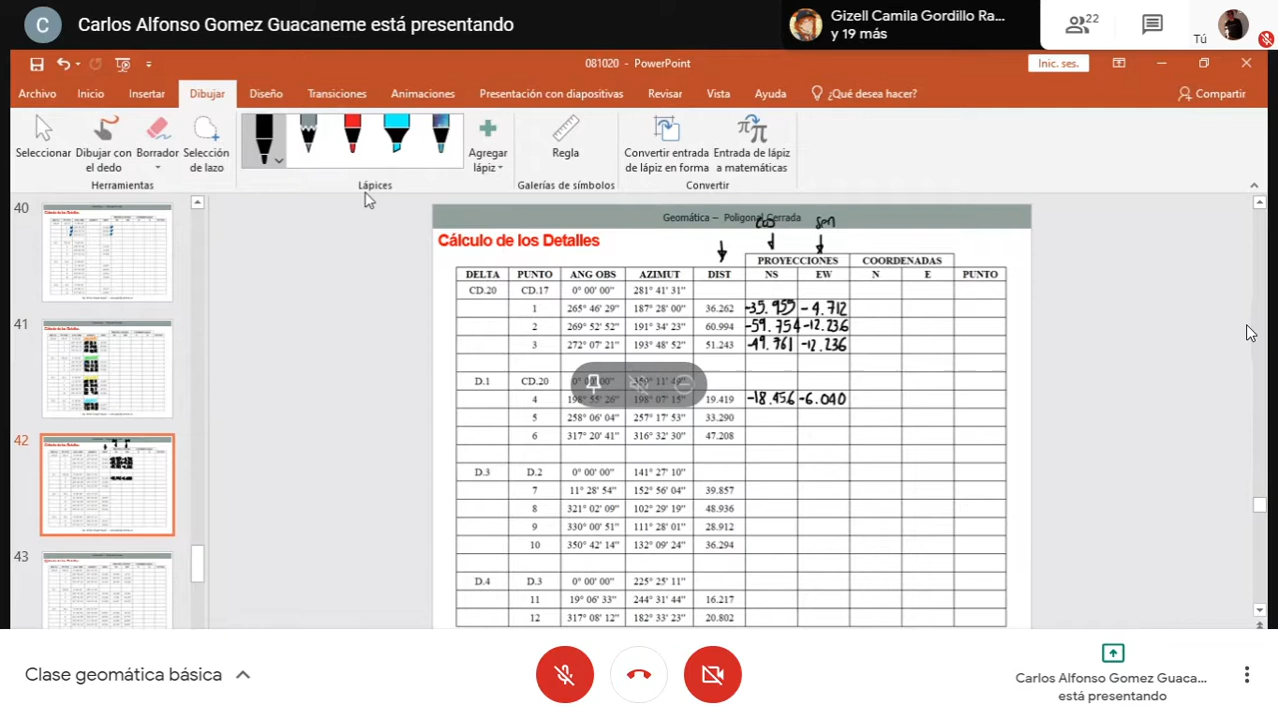 C Carlos Alfonso Gomez Guacaneme está presentando
Gizell Camila Gordillo Ra...
y 19 más
22
Tú
081020 - PowerPoint
Inic. ses.
Archivo Inicio Insertar Dibujar Diseño Transiciones Animaciones Presentación con diapositivas Revisar Vista Ayuda ¿Qué desea hacer? Compartir
Seleccionar Dibujar con el dedo Borrador Selección de lazo
Herramientas
Lápices
Agregar lápiz
Regla
Galerías de símbolos
Convertir entrada de lápiz en forma
Entrada de lápiz a matemáticas
Convertir
40
41
42
43
Geomática – Poligonal Cerrada
cos sen
Cálculo de los Detalles
PROYECCIONES COORDENADAS
DELTA PUNTO ANG OBS AZIMUT DIST NS EW N E PUNTO
CD.20 CD.17 0° 00' 00" 281° 41' 31"
1 265° 46' 29" 187° 28' 00" 36.262 -35.955 -4.712
2 269° 52' 52" 191° 34' 23" 60.994 -59.754 -12.236
3 272° 07' 21" 193° 48' 52" 51.243 -49.761 -12.236
D.1 CD.20 0° 00' 00" 359° 11' 49"
4 198° 55' 26" 198° 07' 15" 19.419 -18.456 -6.040
5 258° 06' 04" 257° 17' 53" 33.290
6 317° 20' 41" 316° 32' 30" 47.208
D.3 D.2 0° 00' 00" 141° 27' 10"
7 11° 28' 54" 152° 56' 04" 39.857
8 321° 02' 09" 102° 29' 19" 48.936
9 330° 00' 51" 111° 28' 01" 28.912
10 350° 42' 14" 132° 09' 24" 36.294
D.4 D.3 0° 00' 00" 225° 25' 11"
11 19° 06' 33" 244° 31' 44" 16.217
12 317° 08' 12" 182° 33' 23" 20.802
Clase geomática básica
Carlos Alfonso Gomez Guaca...
está presentando